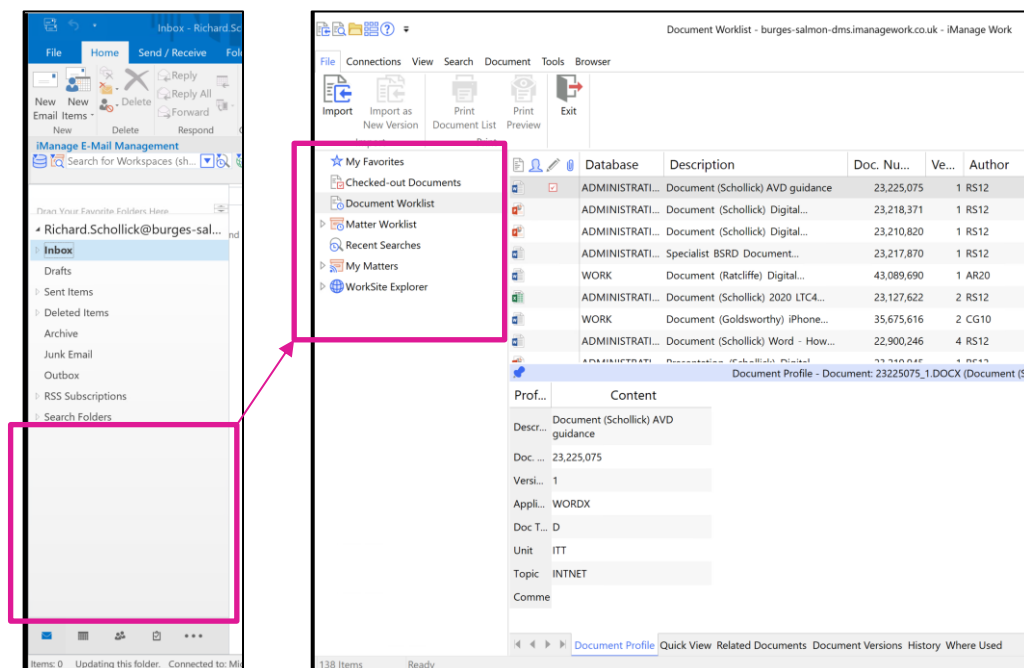 Inbox - Richard.Sc
File Home Send / Receive Fol
New Email
New Items
Delete
Reply
Reply All
Forward
New Delete Respond
iManage E-Mail Management
Search for Workspaces (sh...
Drag Your Favorite Folders Here
Richard.Schollick@burges-sal...
Inbox
Drafts
Sent Items
Deleted Items
Archive
Junk Email
Outbox
RSS Subscriptions
Search Folders
Items: 0 Updating this folder. Connected to: Mi
Document Worklist - burges-salmon-dms.imanagework.co.uk - iManage Work
File Connections View Search Document Tools Browser
Import
Import as New Version
Print Document List
Print Preview
Exit
My Favorites
Checked-out Documents
Document Worklist
Matter Worklist
Recent Searches
My Matters
WorkSite Explorer
Database Description Doc. Nu... Ve... Author
ADMINISTRATI... Document (Schollick) AVD guidance 23,225,075 1 RS12
ADMINISTRATI... Document (Schollick) Digital... 23,218,371 1 RS12
ADMINISTRATI... Document (Schollick) Digital... 23,210,820 1 RS12
ADMINISTRATI... Specialist BSRD Document... 23,217,870 1 RS12
WORK Document (Ratcliffe) Digital... 43,089,690 1 AR20
ADMINISTRATI... Document (Schollick) 2020 LTC4... 23,127,622 2 RS12
WORK Document (Goldsworthy) iPhone... 35,675,616 2 CG10
ADMINISTRATI... Document (Schollick) Word - How... 22,900,246 4 RS12
Document Profile - Document: 23225075_1.DOCX (Document (S
Prof... Content
Descr... Document (Schollick) AVD
guidance
Doc. ... 23,225,075
Versi... 1
Appli... WORDX
Doc T... D
Unit ITT
Topic INTNET
Comme
Document Profile Quick View Related Documents Document Versions History Where Used
138 Items Ready